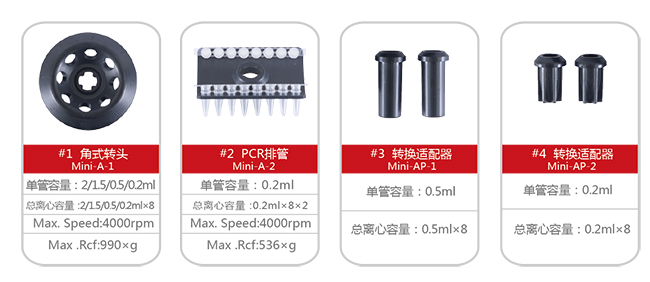 #1 角式转头
Mini-A-1
单管容量：2/1.5/0.5/0.2ml
总离心容量：2/1.5/0.5/0.2ml×8
Max. Speed:4000rpm
Max .Rcf:990×g
#2 PCR排管
Mini-A-2
单管容量：0.2ml
总离心容量：0.2ml×8×2
Max. Speed:4000rpm
Max .Rcf:536×g
#3 转换适配器
Mini-AP-1
单管容量：0.5ml
总离心容量：0.5ml×8
#4 转换适配器
Mini-AP-2
单管容量：0.2ml
总离心容量：0.2ml×8